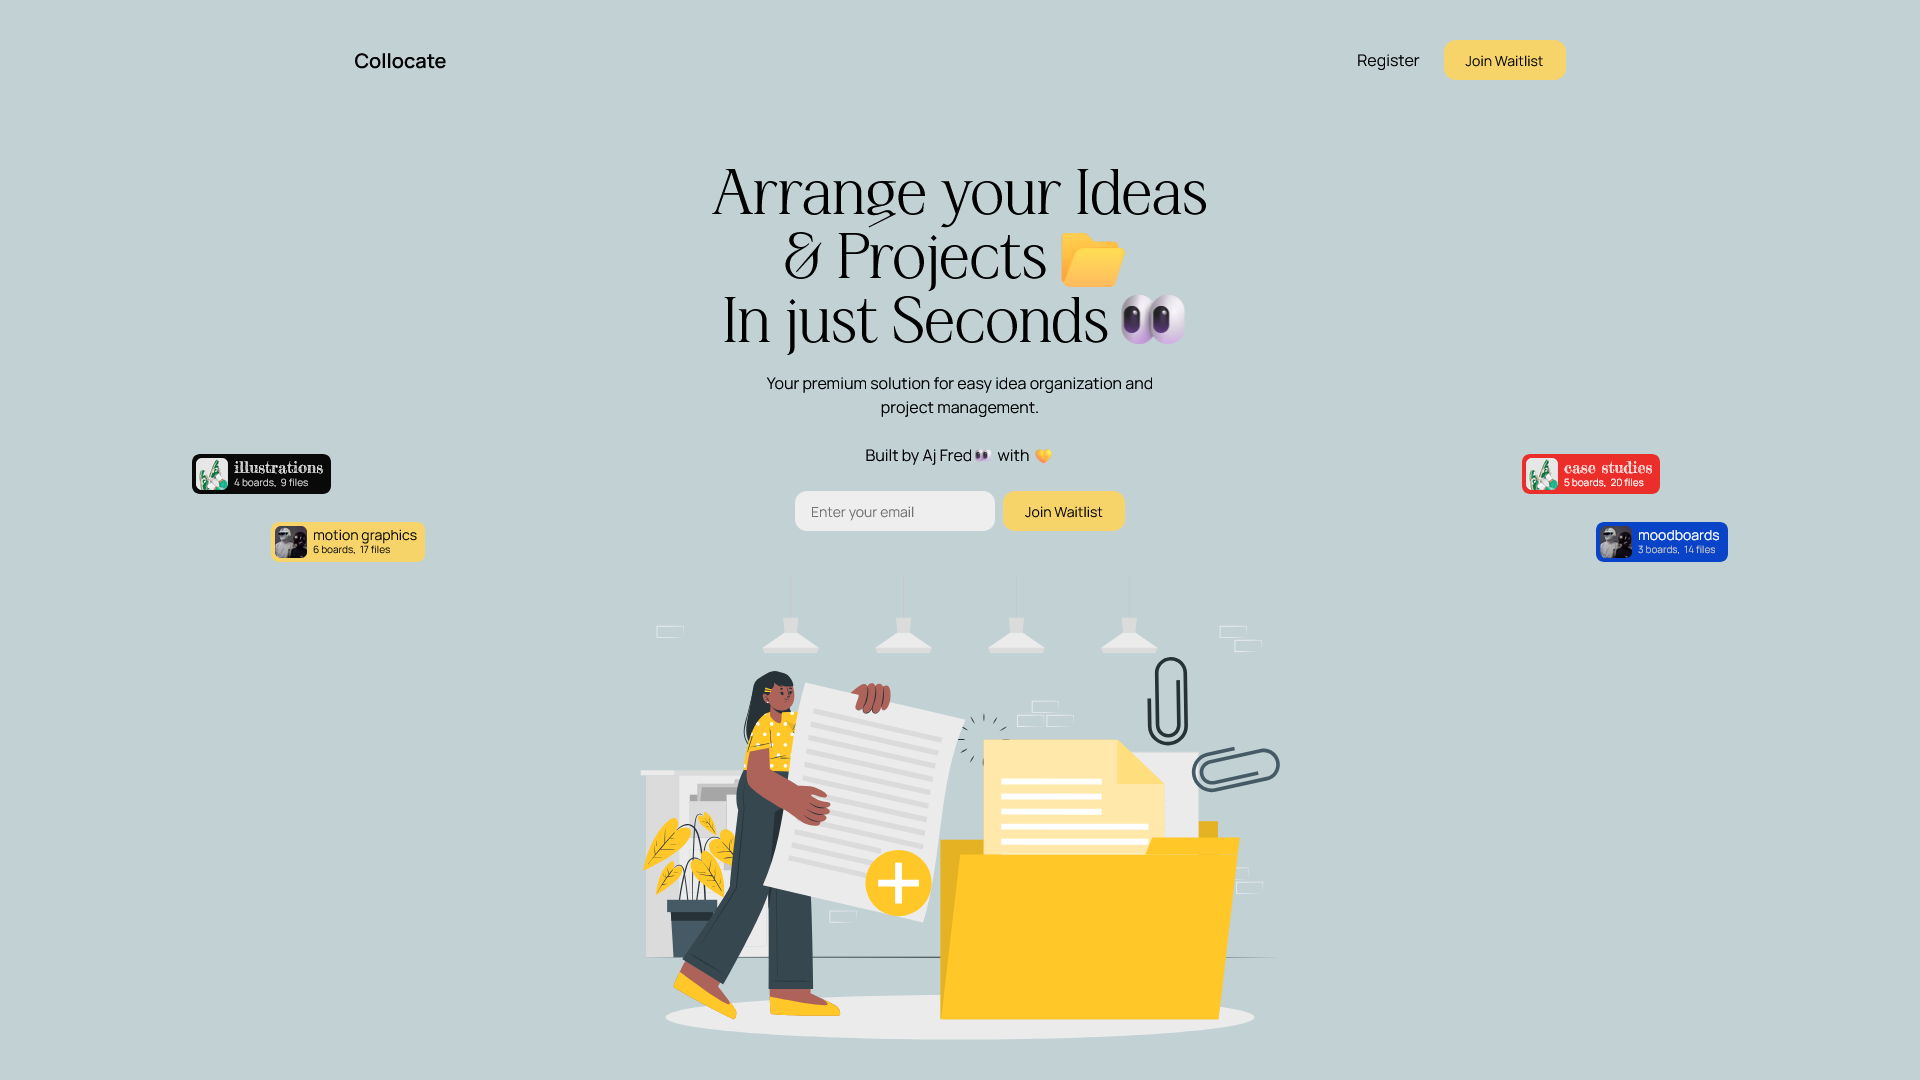 Collocate
Register
Join Waitlist
Arrange your Ideas
& Projects 📂
In just Seconds 👀
Your premium solution for easy idea organization and
project management.
Built by Aj Fred👀 with 🧡
illustrations
4 boards, 9 files
case studies
5 boards, 20 files
Enter your email
Join Waitlist
motion graphics
6 boards, 17 files
moodboards
3 boards, 14 files